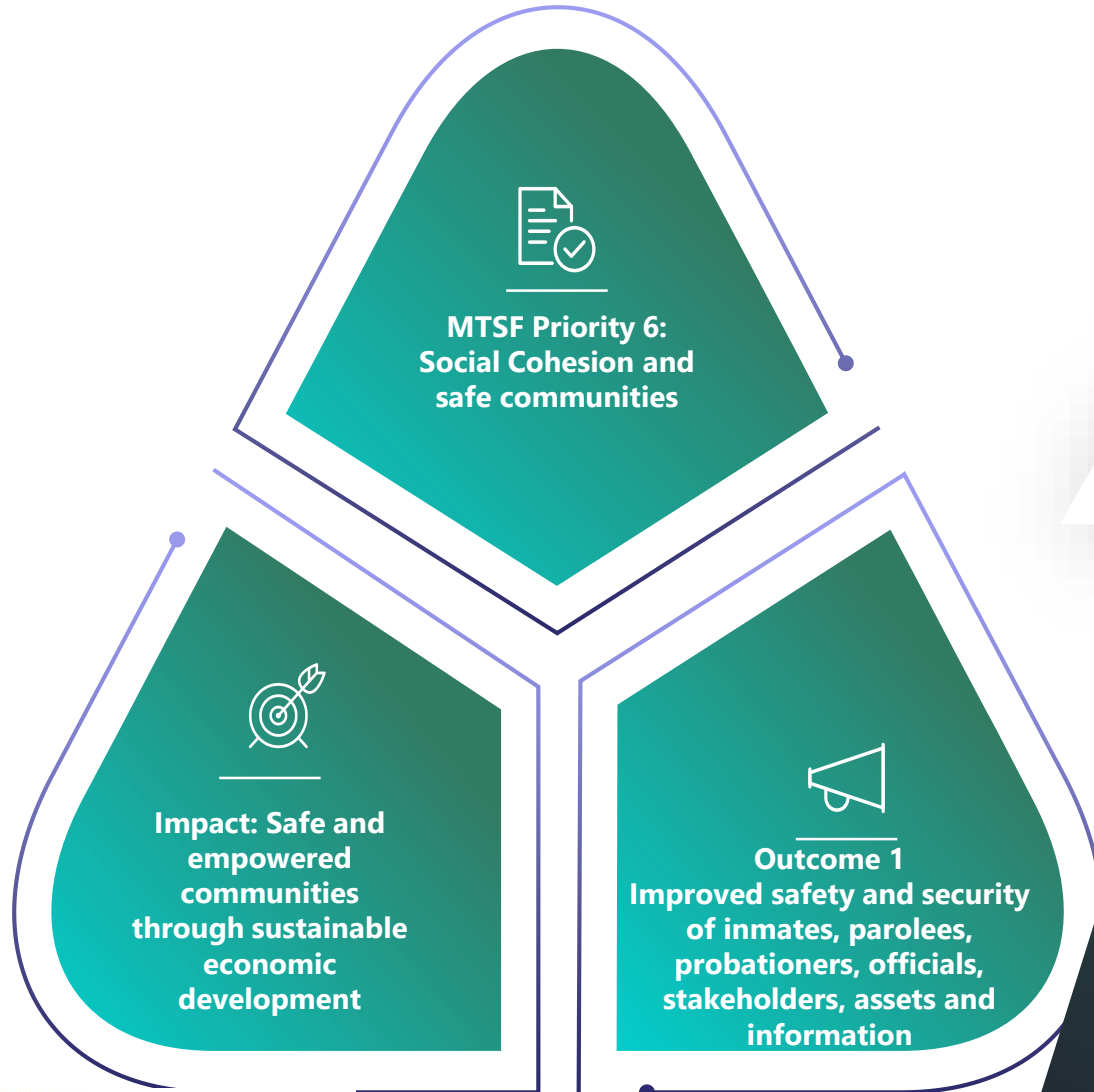 MTSF Priority 6:
Social Cohesion and
safe communities
Impact: Safe and
empowered
communities
through sustainable
economic
development
Outcome 1
Improved safety and security
of inmates, parolees,
probationers, officials,
stakeholders, assets and
information